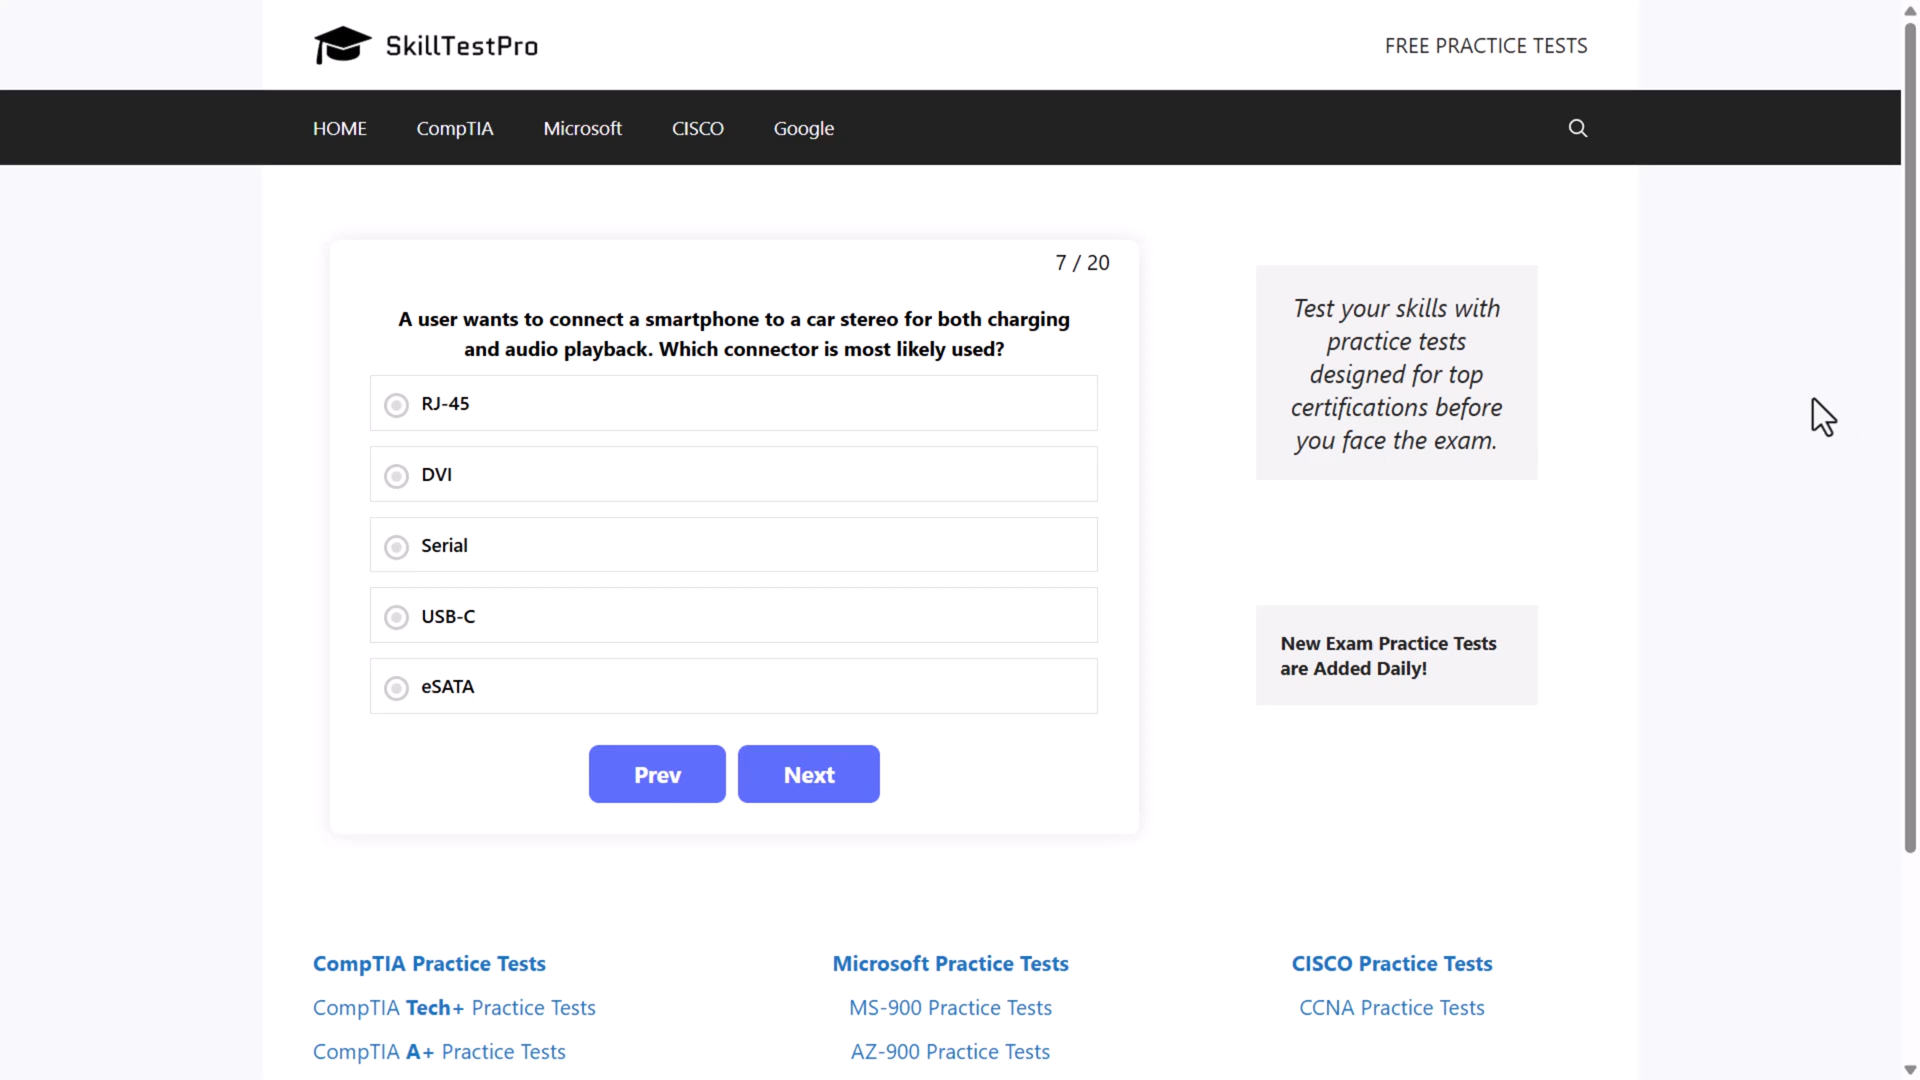 SkillTestPro
FREE PRACTICE TESTS
HOME
CompTIA
Microsoft
CISCO
Google
7 / 20
A user wants to connect a smartphone to a car stereo for both charging
and audio playback. Which connector is most likely used?
RJ-45
DVI
Serial
USB-C
eSATA
Prev
Next
Test your skills with
practice tests
designed for top
certifications before
you face the exam.
New Exam Practice Tests
are Added Daily!
CompTIA Practice Tests
CompTIA Tech+ Practice Tests
CompTIA A+ Practice Tests
Microsoft Practice Tests
MS-900 Practice Tests
AZ-900 Practice Tests
CISCO Practice Tests
CCNA Practice Tests